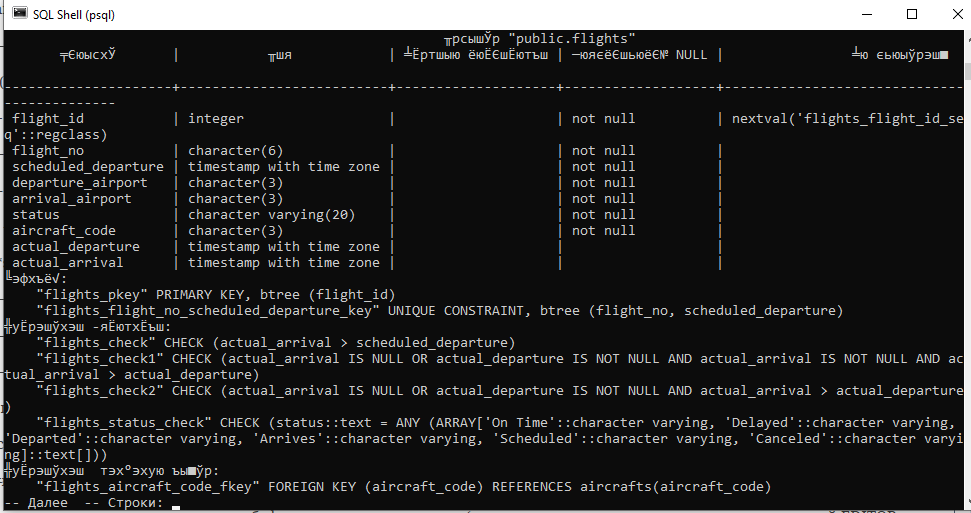 ╥рсышЎр "public.flights"
╤ЄюысхЎ | ╥шя | ╧Ёртшыю ёюЁЄшЁютъш | ─юяєёЄшьюёЄ№ NULL | ╧ю єьюыўрэш■
---------------------+--------------------------+--------------------+-------------------+------------------------------
--------------
flight_id | integer | | not null | nextval('flights_flight_id_se
q'::regclass)
flight_no | character(6) | | not null |
scheduled_departure | timestamp with time zone | | not null |
departure_airport | character(3) | | not null |
arrival_airport | character(3) | | not null |
status | character varying(20) | | not null |
aircraft_code | character(3) | | not null |
actual_departure | timestamp with time zone | | |
actual_arrival | timestamp with time zone | | |
╚эфхъё√:
"flights_pkey" PRIMARY KEY, btree (flight_id)
"flights_flight_no_scheduled_departure_key" UNIQUE CONSTRAINT, btree (flight_no, scheduled_departure)
╬уЁрэшўхэш -яЁютхЁъш:
"flights_check" CHECK (actual_arrival > scheduled_departure)
"flights_check1" CHECK (actual_arrival IS NULL OR actual_departure IS NOT NULL AND actual_arrival IS NOT NULL AND ac
tual_arrival > actual_departure)
"flights_check2" CHECK (actual_arrival IS NULL OR actual_departure IS NOT NULL AND actual_arrival > actual_departure
)
"flights_status_check" CHECK (status::text = ANY (ARRAY['On Time'::character varying, 'Delayed'::character varying,
'Departed'::character varying, 'Arrives'::character varying, 'Scheduled'::character varying, 'Canceled'::character varyi
ng]::text[]))
╬уЁрэшўхэш  тэх°эхую ъы■ўр:
"flights_aircraft_code_fkey" FOREIGN KEY (aircraft_code) REFERENCES aircrafts(aircraft_code)
-- Далее -- Строки:
SQL Shell (psql)